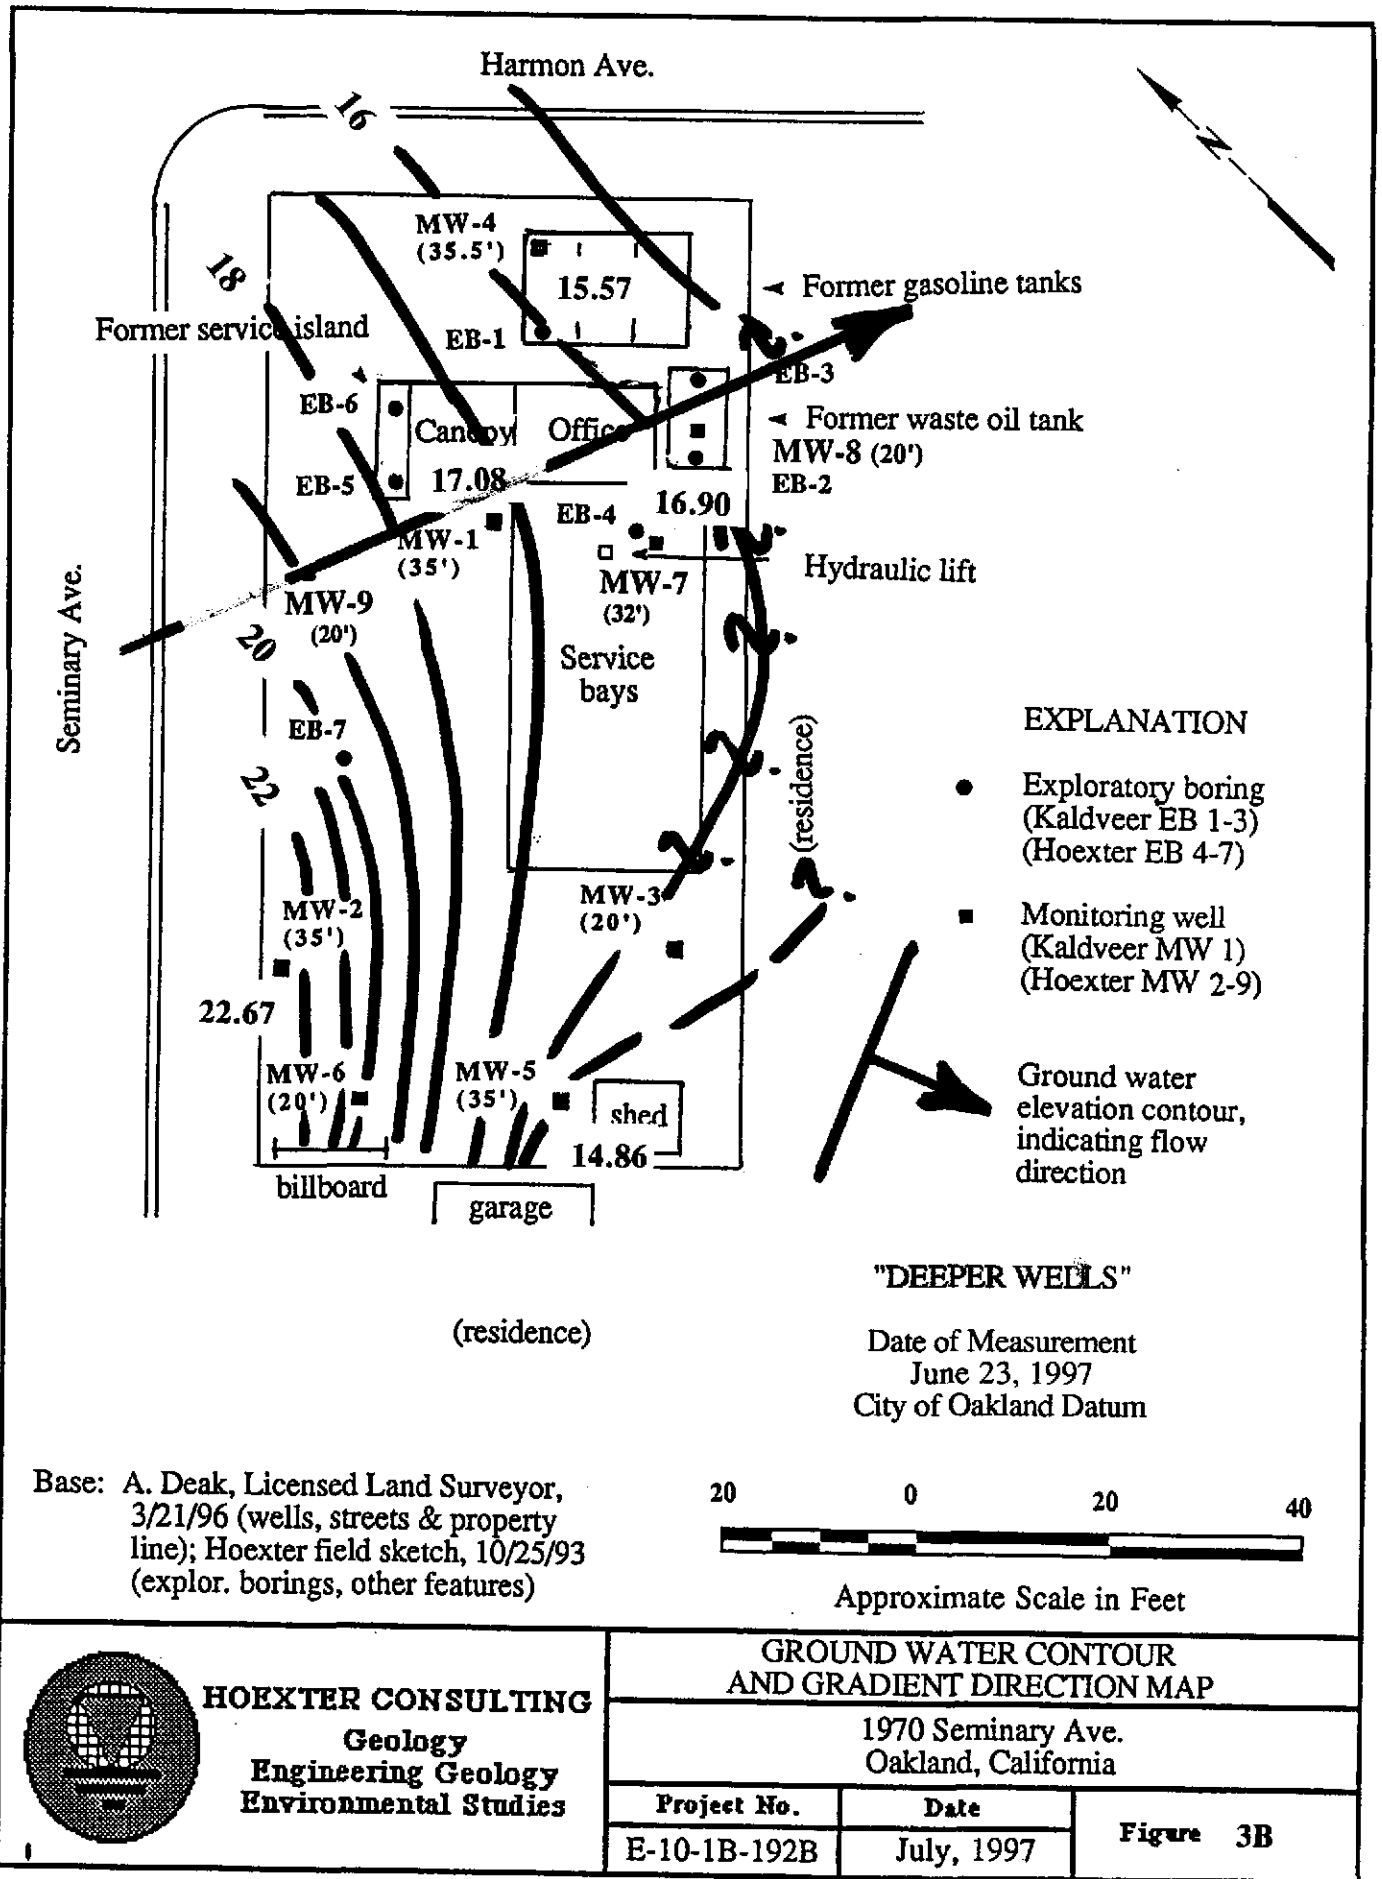 Harmon Ave.
16
MW-4
(35.5')
15.57
Former gasoline tanks
18
Former service island
EB-1
?
EB-3
EB-6
Canopy
Office
Former waste oil tank
MW-8 (20')
EB-5
17.08
EB-2
16.90
EB-4
?
MW-1
(35')
Hydraulic lift
MW-7
(32')
MW-9
(20')
20
?
Seminary Ave.
Service
bays
EB-7
?
(residence)
22
EXPLANATION
Exploratory boring
(Kaldveer EB 1-3)
(Hoexter EB 4-7)
?
?
MW-2
(35')
MW-3
(20')
Monitoring well
(Kaldveer MW 1)
(Hoexter MW 2-9)
22.67
MW-6
(20')
MW-5
(35')
shed
14.86
Ground water
elevation contour,
indicating flow
direction
billboard
garage
"DEEPER WELLS"
(residence)
Date of Measurement
June 23, 1997
City of Oakland Datum
Base: A. Deak, Licensed Land Surveyor,
3/21/96 (wells, streets & property
line); Hoexter field sketch, 10/25/93
(explor. borings, other features)
20 0 20 40
Approximate Scale in Feet
HOEXTER CONSULTING
Geology
Engineering Geology
Environmental Studies
GROUND WATER CONTOUR
AND GRADIENT DIRECTION MAP
1970 Seminary Ave.
Oakland, California
Project No.
E-10-1B-192B
Date
July, 1997
Figure 3B
N